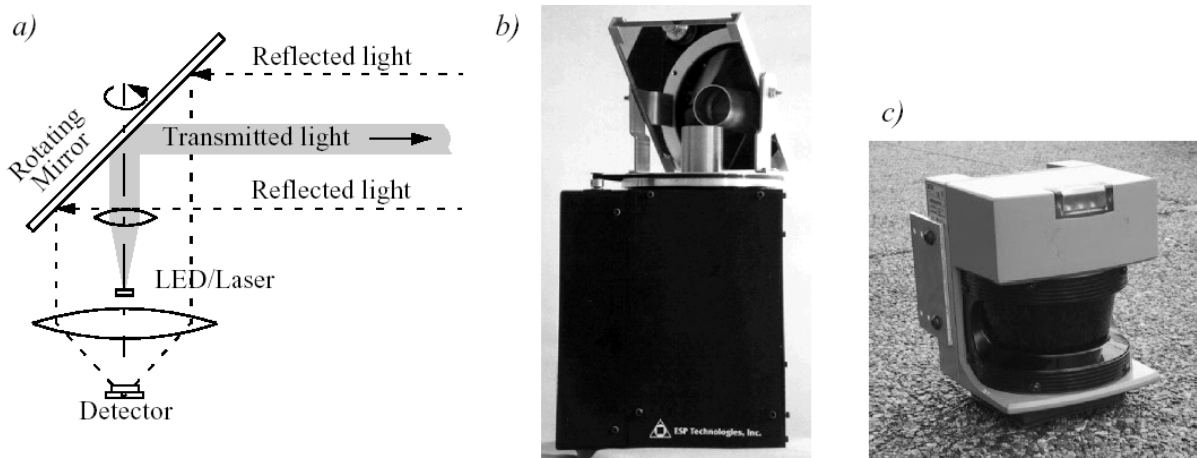 a)
Reflected light
Rotating
Mirror
Transmitted light
Reflected light
LED/Laser
Detector
b)
ESP Technologies, Inc.
c)